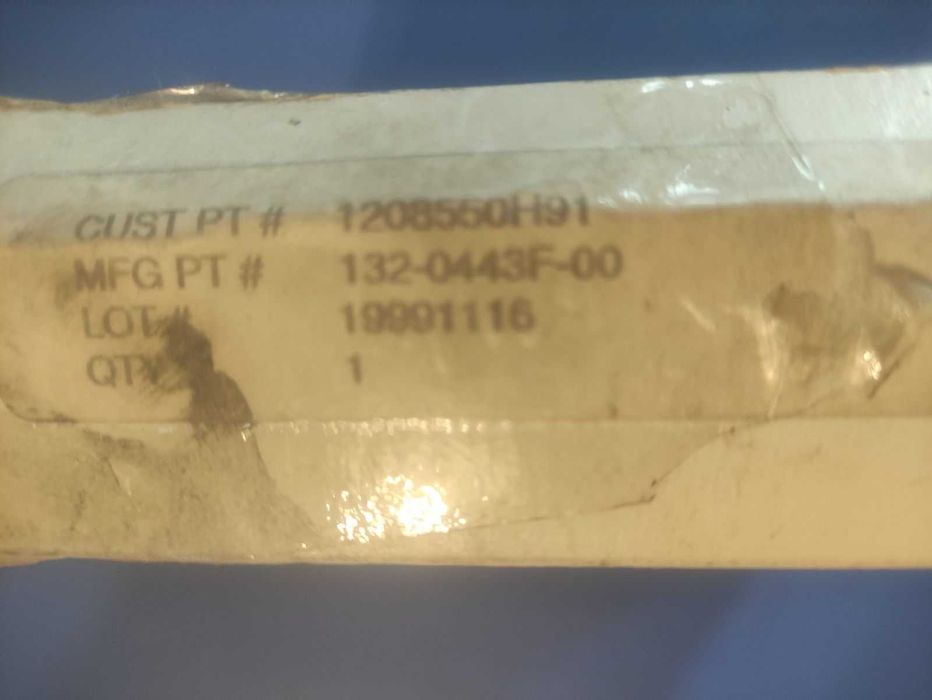 CUST PT # 1208550H91
MFG PT # 132-0443F-00
LOT # 19991116
QTY 1